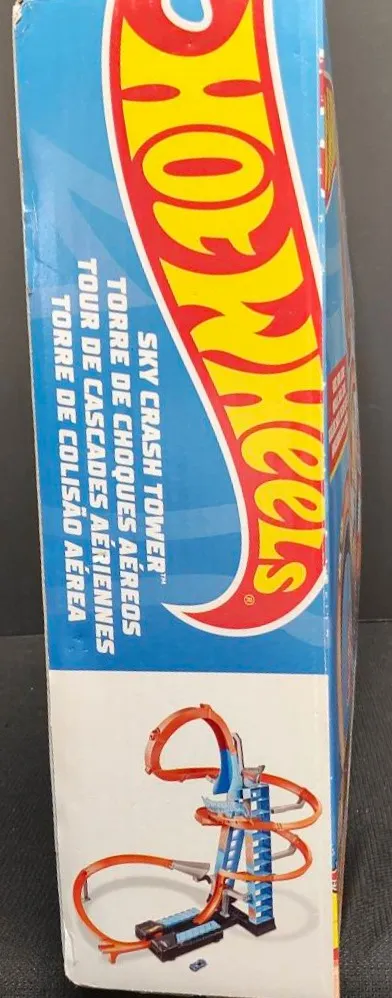 HOT WHEELS®
SKY CRASH TOWER™
TORRE DE CHOQUES AÉREOS
TOUR DE CASCADES AÉRIENNES
TORRE DE COLISÃO AÉREA